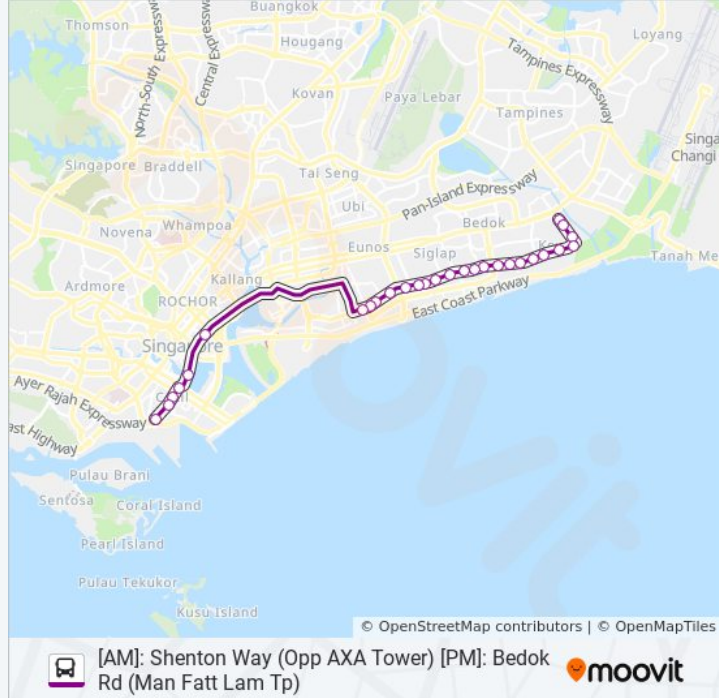 Buangkok
Thomson
Loyang
Hougang
North-South Expressw
Central Express
Tampines Expressway
Kovan
Paya Lebar
Tampines
Singa
Changi
Singapore Braddell
Tai Seng
Pan-Island Expressway
Ubi
Whampoa
Bedok
Novena
Eunos
Siglap
Tanah Me
Kallang
Ardmore
East Coast Parkway
ROCHOR
Singapore
Ayer Rajah Expressway
ast Highway
Pulau Brani
Sentosa
Coral Island
Pearl Island
Pulau Tekukor
Kusu Island
© OpenStreetMap contributors | © OpenMapTiles
[AM]: Shenton Way (Opp AXA Tower) [PM]: Bedok
Rd (Man Fatt Lam Tp)
moovit